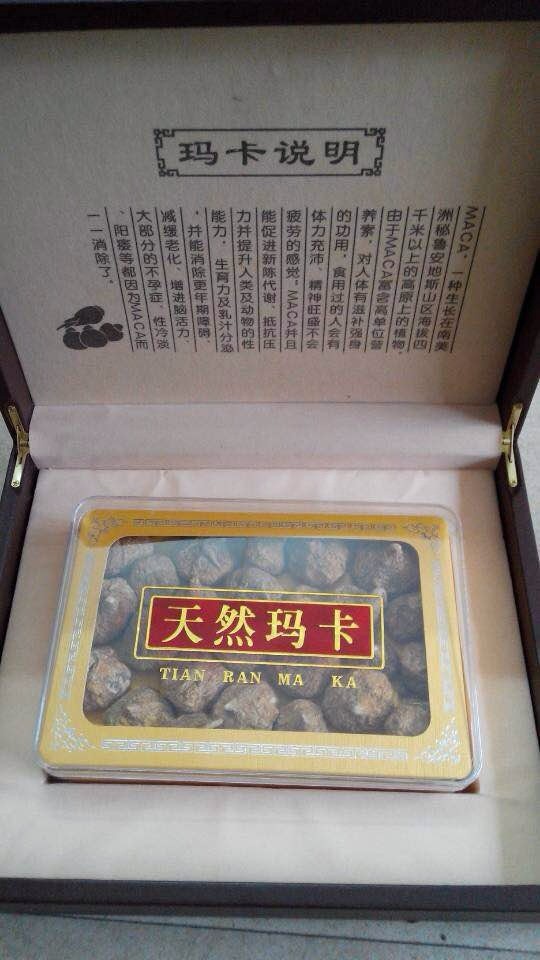 玛卡说明
MACA，一种生长在南美
洲秘鲁安地斯山区海拔四
千米以上的高原上的植物，
由于MACA富含高单位营
养素，对人体有滋补强身
的功用，食用过的人会有
体力充沛、精神旺盛不会
疲劳的感觉”MACA并且
能促进新陈代谢，抵抗压
力并提升人类及动物的性
能力，生育力及乳汁分泌
，并能消除更年期障碍，
减缓老化、增进脑活力，
大部分的不孕症、性冷淡
、阳萎等都因为MACA而
一一消除了。
天然玛卡
TIAN RAN MA KA